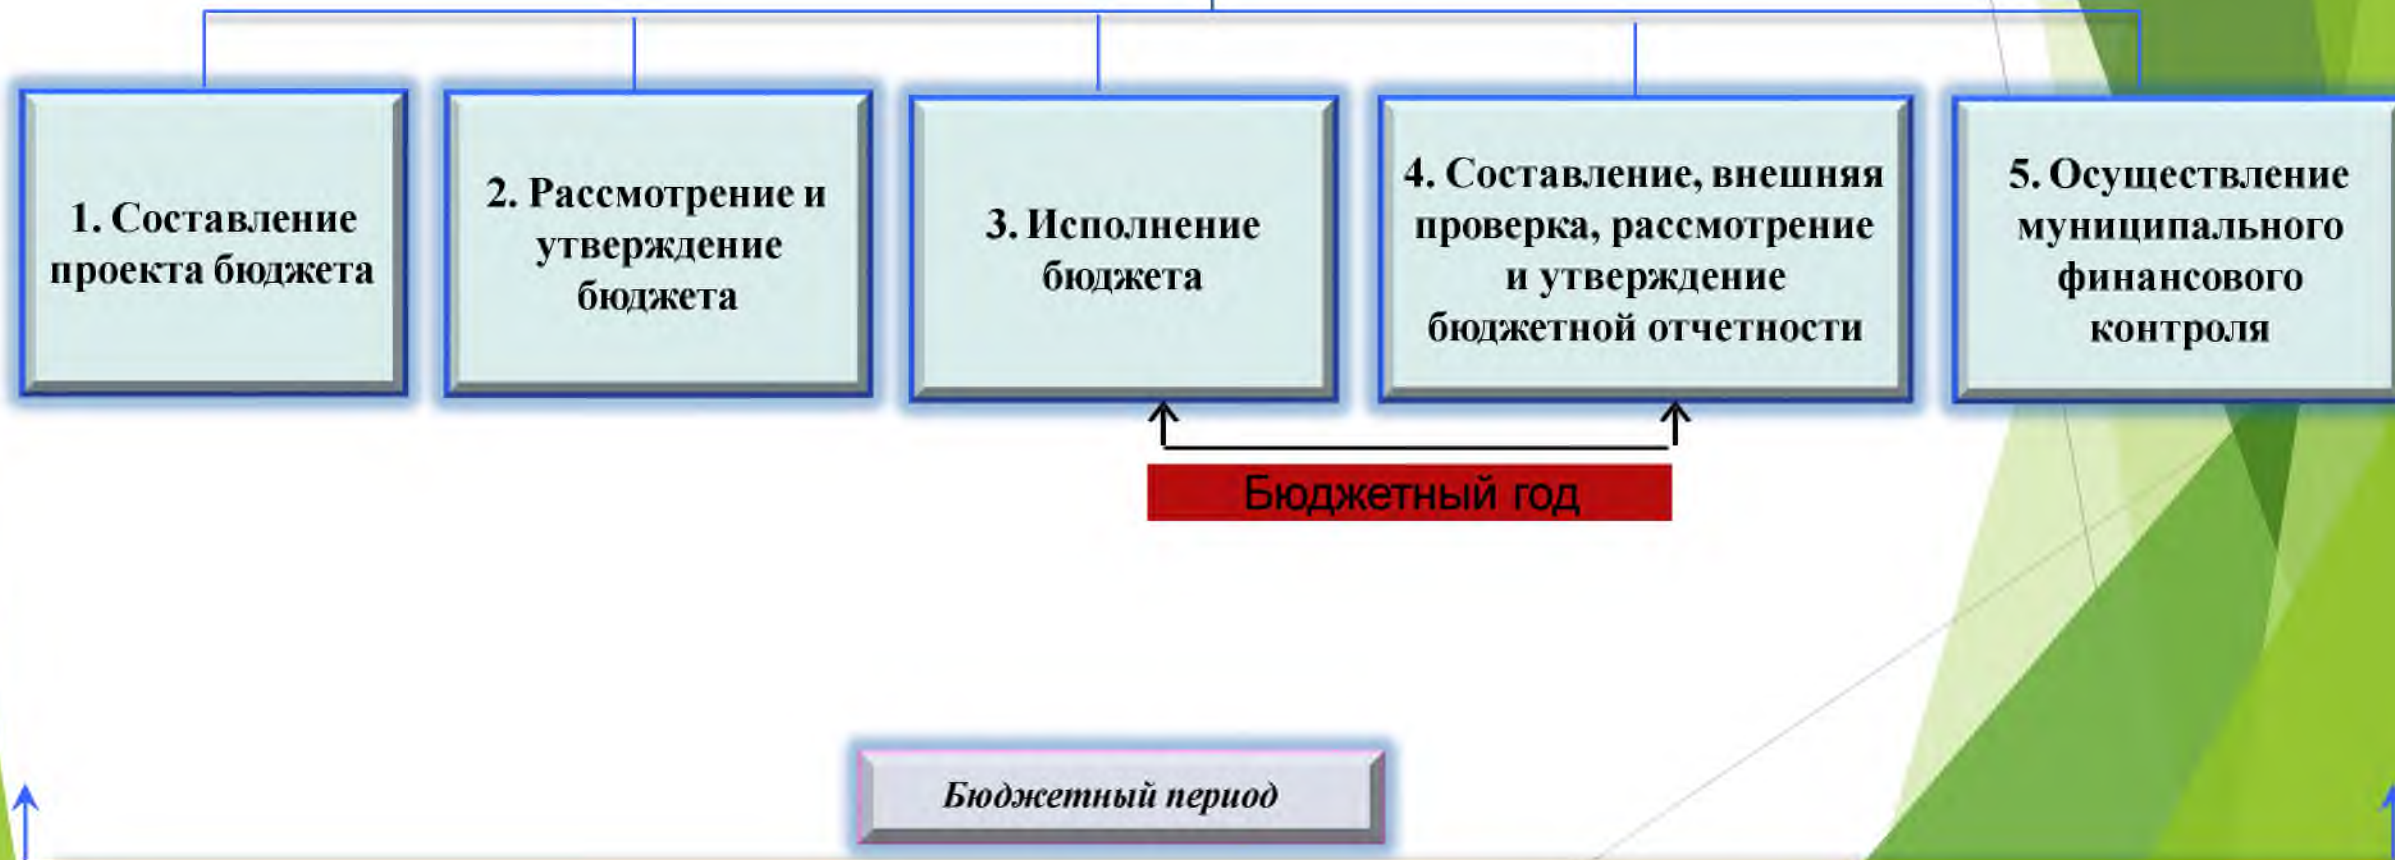 1. Составление
проекта бюджета
2. Рассмотрение и
утверждение
бюджета
3. Исполнение
бюджета
4. Составление, внешняя
проверка, рассмотрение
и утверждение
бюджетной отчетности
5. Осуществление
муниципального
финансового
контроля
Бюджетный год
Бюджетный период